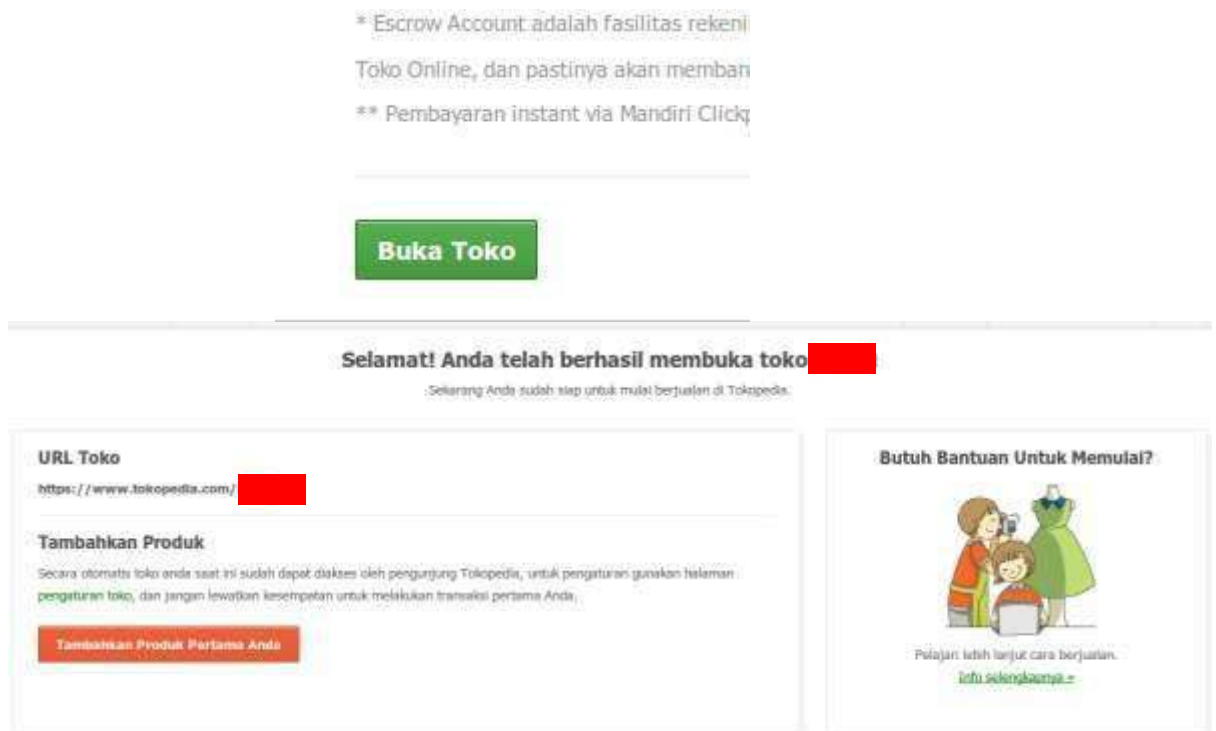 * Escrow Account adalah fasilitas rekeni
Toko Online, dan pastinya akan memban
** Pembayaran instant via Mandiri Clickp
Buka Toko
Selamat! Anda telah berhasil membuka toko
Sekarang Anda sudah siap untuk mulai berjualan di Tokopedia.
URL Toko
https://www.tokopedia.com/
Tambahkan Produk
Secara otomatis toko anda saat ini sudah dapat diakses oleh pengunjung Tokopedia, untuk pengaturan gunakan halaman
pengaturan toko, dan jangan lewatkan kesempatan untuk melakukan transaksi pertama Anda.
Tambahkan Produk Pertama Anda
Butuh Bantuan Untuk Memulai?
Pelajari lebih lanjut cara berjualan.
Info selengkapnya »